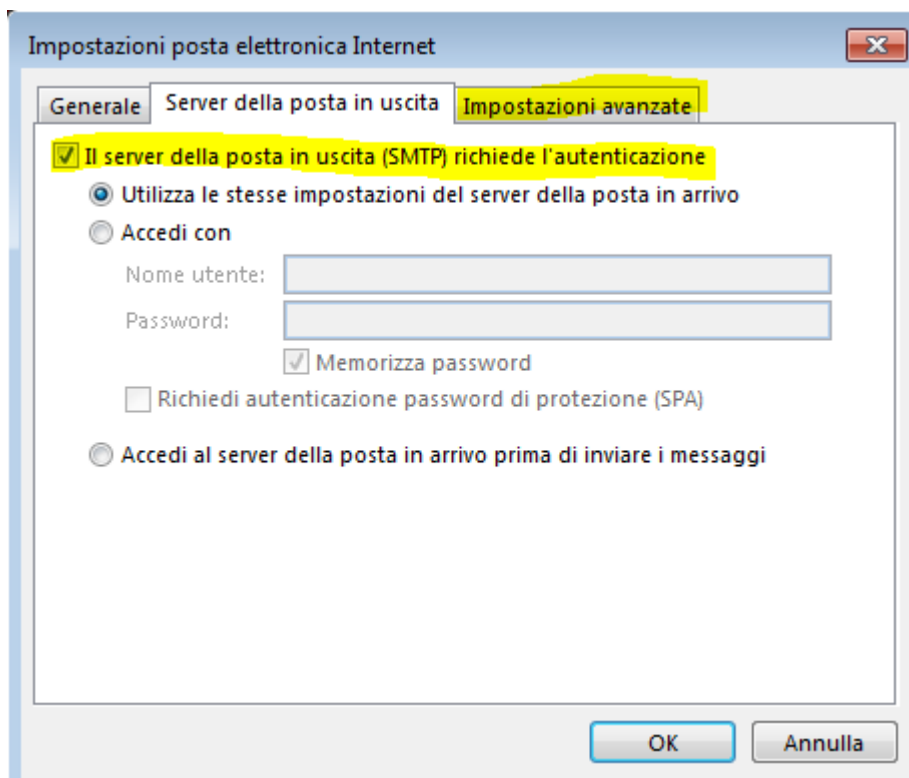 Impostazioni posta elettronica Internet
Generale Server della posta in uscita Impostazioni avanzate
Il server della posta in uscita (SMTP) richiede l'autenticazione
Utilizza le stesse impostazioni del server della posta in arrivo
Accedi con
Nome utente:
Password:
Memorizza password
Richiedi autenticazione password di protezione (SPA)
Accedi al server della posta in arrivo prima di inviare i messaggi
OK Annulla